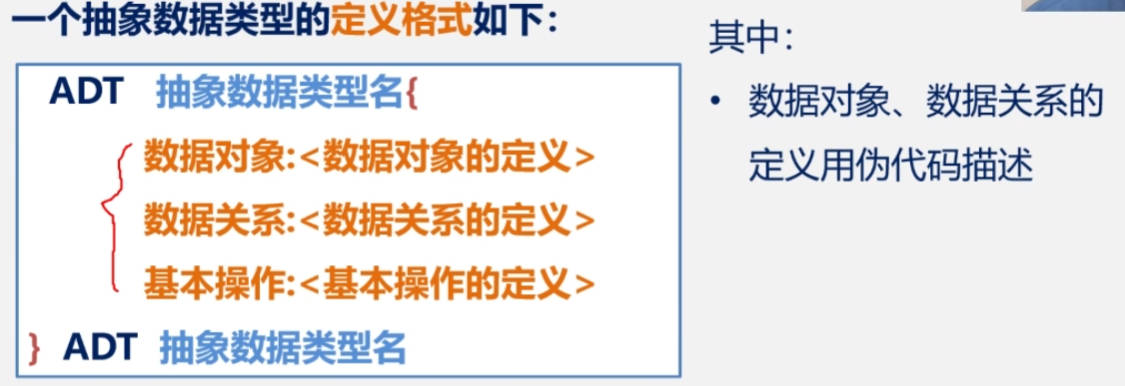 一个抽象数据类型的定义格式如下：
ADT 抽象数据类型名{
数据对象:<数据对象的定义>
数据关系:<数据关系的定义>
基本操作:<基本操作的定义>
} ADT 抽象数据类型名
其中：
• 数据对象、数据关系的
定义用伪代码描述